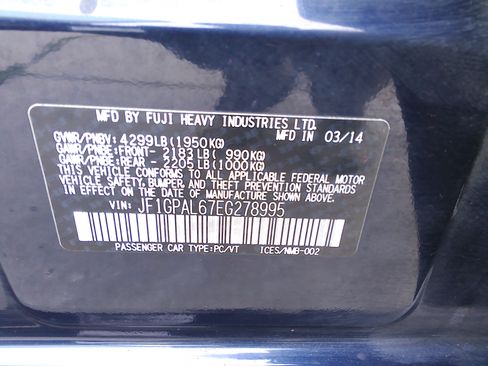 MFD BY FUJI HEAVY INDUSTRIES LTD.
GVWR/PNBV: 4299LB(1950KG) MFD IN 03/14
GAWR/PNBE:FRONT- 2183LB( 990KG)
GAWR/PNBE:REAR - 2205LB(1000KG)
THIS VEHICLE CONFORMS TO ALL APPLICABLE FEDERAL MOTOR
VEHICLE SAFETY, BUMPER, AND THEFT PREVENTION STANDARDS
IN EFFECT ON THE DATE OF MANUFACTURE SHOWN ABOVE.
VIN: JF1GPAL67EG278995
PASSENGER CAR TYPE:PC/VT ICES/NMB-002